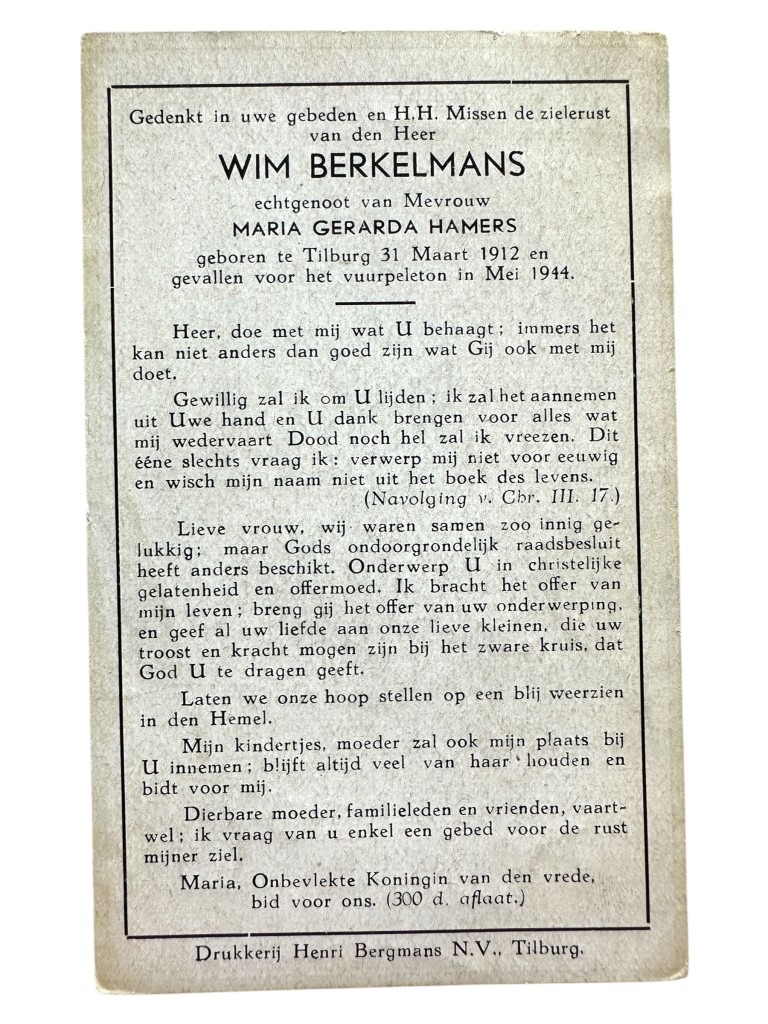 Gedenkt in uwe gebeden en H.H. Missen de zielerust
van den Heer
WIM BERKELMANS
echtgenoot van Mevrouw
MARIA GERARDA HAMERS
geboren te Tilburg 31 Maart 1912 en
gevallen voor het vuurpeleton in Mei 1944.
Heer, doe met mij wat U behaagt; immers het
kan niet anders dan goed zijn wat Gij ook met mij
doet.
Gewillig zal ik om U lijden; ik zal het aannemen
uit Uwe hand en U dank brengen voor alles wat
mij wedervaart Dood noch hel zal ik vreezen. Dit
ééne slechts vraag ik: verwerp mij niet voor eeuwig
en wisch mijn naam niet uit het boek des levens.
(Navolging v. Chr. III. 17.)
Lieve vrouw, wij waren samen zoo innig ge-
lukkig; maar Gods ondoorgrondelijk raadsbesluit
heeft anders beschikt. Onderwerp U in christelijke
gelatenheid en offermoed. Ik bracht het offer van
mijn leven; breng gij het offer van uw onderwerping,
en geef al uw liefde aan onze lieve kleinen, die uw
troost en kracht mogen zijn bij het zware kruis, dat
God U te dragen geeft.
Laten we onze hoop stellen op een blij weerzien
in den Hemel.
Mijn kindertjes, moeder zal ook mijn plaats bij
U innemen; blijft altijd veel van haar houden en
bidt voor mij.
Dierbare moeder, familieleden en vrienden, vaart-
wel; ik vraag van u enkel een gebed voor de rust
mijner ziel.
Maria, Onbevlekte Koningin van den vrede,
bid voor ons. (300 d. aflaat.)
Drukkerij Henri Bergmans N.V., Tilburg.